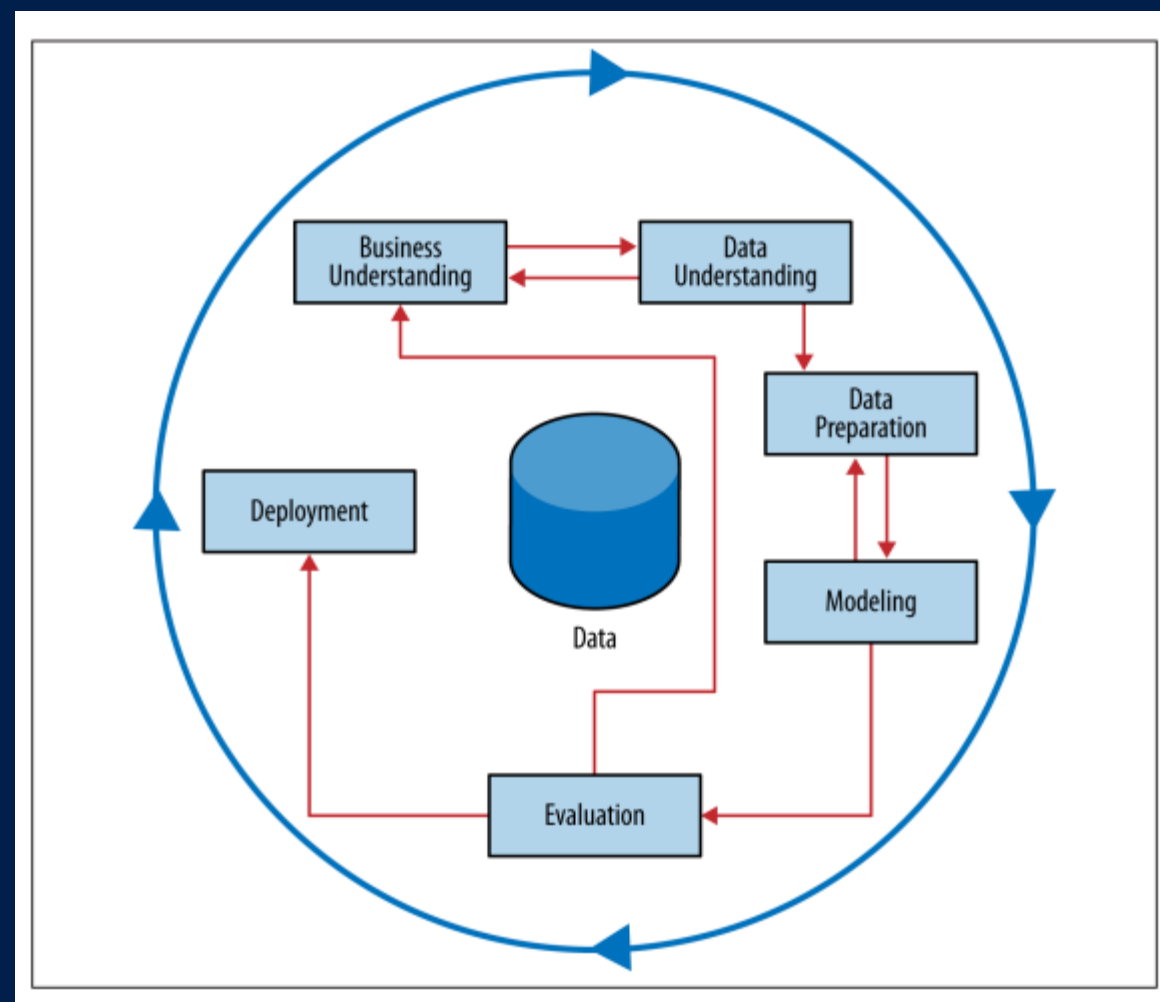 Business
Understanding
Data
Understanding
Data
Preparation
Deployment
Modeling
Data
Evaluation